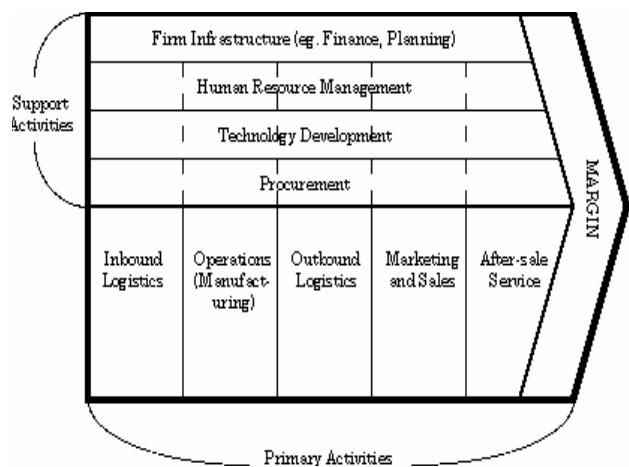 Firm Infrastructure (eg. Finance, Planning)
Human Resource Management
Support
Activities
Technology Development
Procurement
MARGIN
Inbound
Logistics
Operations
(Manufact-
uring)
Outbound
Logistics
Marketing
and Sales
After-sale
Service
Primary Activities